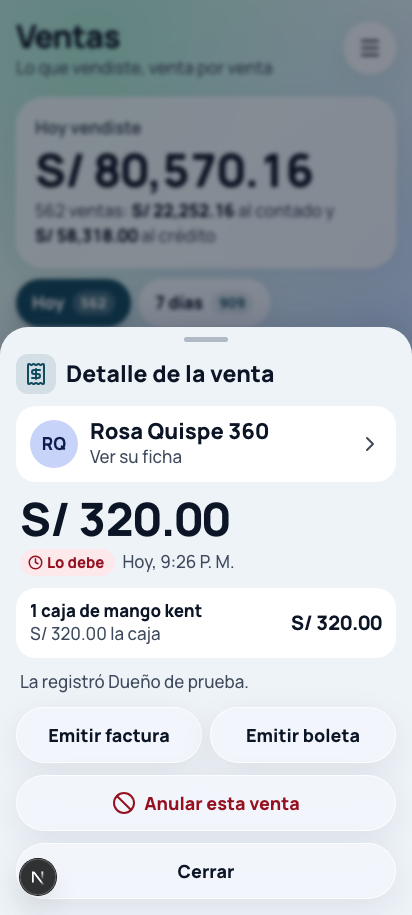 Ventas
Lo que vendiste, venta por venta
Hoy vendiste
S/ 80,570.16
562 ventas: S/ 22,252.16 al contado y
S/ 58,318.00 al crédito
Hoy 562
7 días 909
Detalle de la venta
RQ
Rosa Quispe 360
Ver su ficha
S/ 320.00
Lo debe Hoy, 9:26 P. M.
1 caja de mango kent
S/ 320.00 la caja
S/ 320.00
La registró Dueño de prueba.
Emitir factura
Emitir boleta
Anular esta venta
N
Cerrar